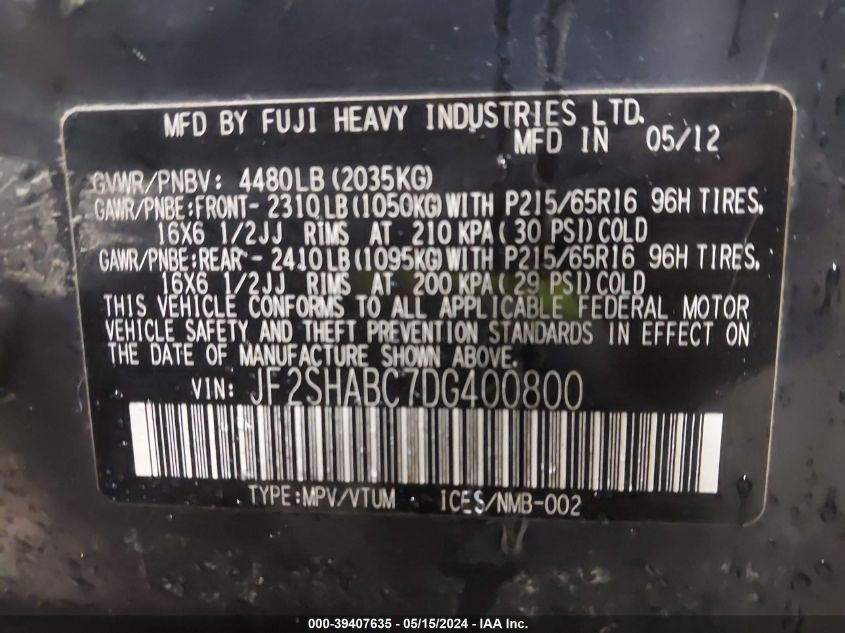 MFD BY FUJI HEAVY INDUSTRIES LTD.
MFD IN 05/12
GVWR/PNBV: 4480LB(2035KG)
GAWR/PNBE:FRONT- 2310LB(1050KG)WITH P215/65R16 96H TIRES,
16X6 1/2JJ RIMS AT 210 KPA(30 PSI)COLD
GAWR/PNBE:REAR - 2410LB(1095KG)WITH P215/65R16 96H TIRES,
16X6 1/2JJ RIMS AT 200 KPA(29 PSI)COLD
THIS VEHICLE CONFORMS TO ALL APPLICABLE FEDERAL MOTOR
VEHICLE SAFETY AND THEFT PREVENTION STANDARDS IN EFFECT ON
THE DATE OF MANUFACTURE SHOWN ABOVE.
VIN: JF2SHABC7DG400800
TYPE:MPV/VTUM ICES/NMB-002
000-39407635 - 05/15/2024 - IAA Inc.